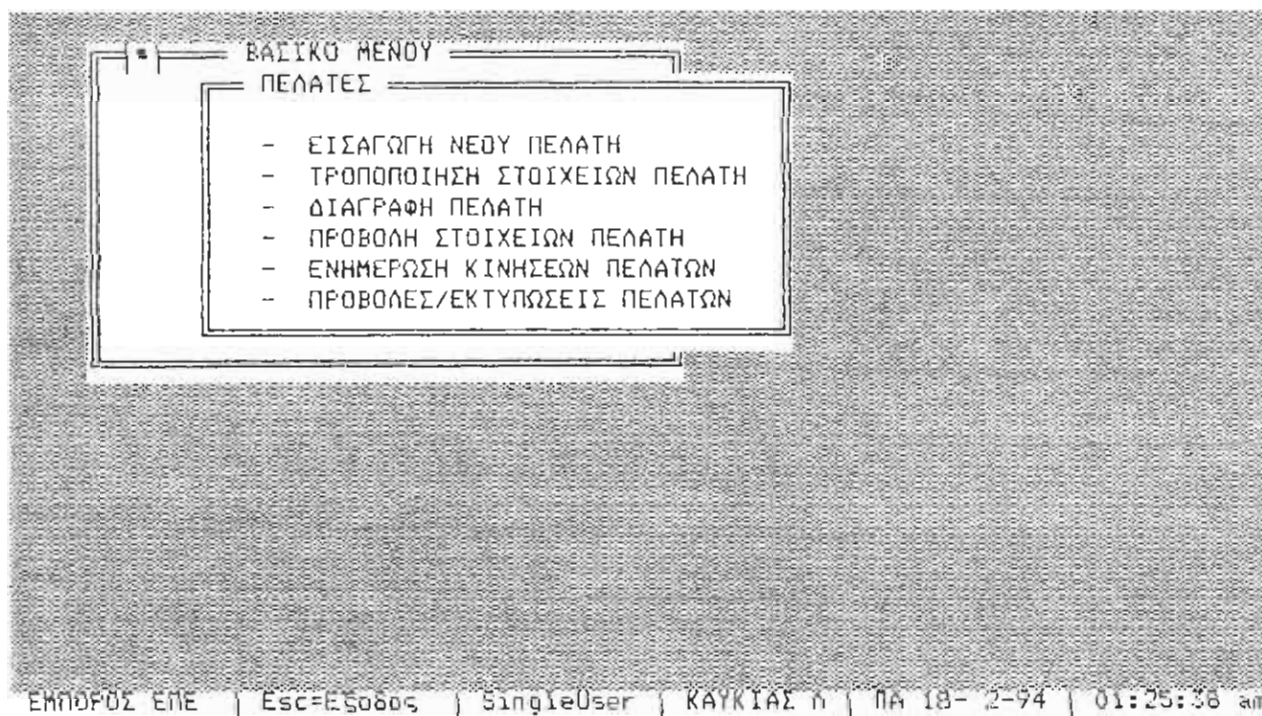 ΒΑΣΙΚΟ ΜΕΝΟΥ
ΠΕΛΑΤΕΣ
- ΕΙΣΑΓΩΓΗ ΝΕΟΥ ΠΕΛΑΤΗ
- ΤΡΟΠΟΠΟΙΗΣΗ ΣΤΟΙΧΕΙΩΝ ΠΕΛΑΤΗ
- ΔΙΑΓΡΑΦΗ ΠΕΛΑΤΗ
- ΠΡΟΒΟΛΗ ΣΤΟΙΧΕΙΩΝ ΠΕΛΑΤΗ
- ΕΝΗΜΕΡΩΣΗ ΚΙΝΗΣΕΩΝ ΠΕΛΑΤΩΝ
- ΠΡΟΒΟΛΕΣ/ΕΚΤΥΠΩΣΕΙΣ ΠΕΛΑΤΩΝ
ΕΜΠΟΡΟΣ ΕΠΕ | Esc=Εξοδος | SingleUser | ΚΑΥΚΙΑΣ | ΠΑ 18- 2-94 | 01:25:38 am